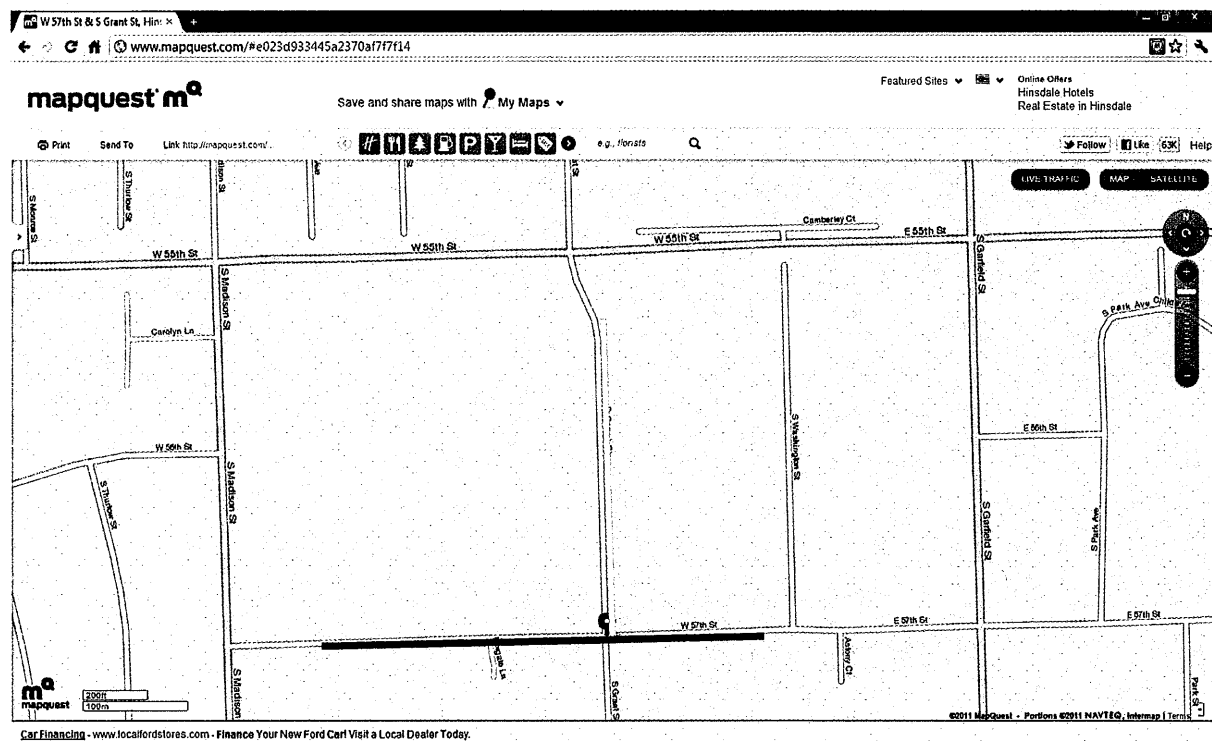 W 57th St & S Grant St, Hin: × +
www.mapquest.com/#e023d933445a2370af7f7f14
mapquest mQ
Save and share maps with My Maps
Featured Sites
Online Offers
Hinsdale Hotels
Real Estate in Hinsdale
Print Send To Link http://mapquest.com/..
e.g., florists
Follow Like 63K Help
LIVE TRAFFIC MAP SATELLITE
S Monroe St
S Thurlow St
Ave
St
Camberley Ct
W 55th St
W 55th St
W 55th St
E 55th St
S Madison St
S Garfield St
S Park Ave
Carolyn Ln
W 56th St
S Thurlow St
S Madison St
S Washington St
E 56th St
S Garfield St
S Park Ave
W 57th St
E 57th St
E 57th St
S Madison
S Grant St
Antony Ct
Park St
mQ
mapquest
200ft
100m
©2011 MapQuest - Portions ©2011 NAVTEQ, Intermap | Terms
Car Financing - www.localfordstores.com - Finance Your New Ford Car! Visit a Local Dealer Today.